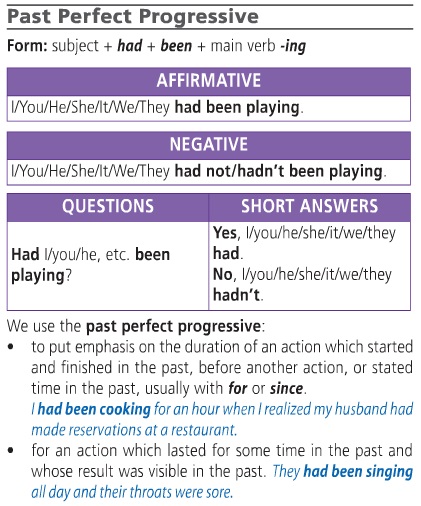 Past Perfect Progressive
Form: subject + had + been + main verb -ing
AFFIRMATIVE
I/You/He/She/It/We/They had been playing.
NEGATIVE
I/You/He/She/It/We/They had not/hadn't been playing.
QUESTIONS
Had I/you/he, etc. been
playing?
SHORT ANSWERS
Yes, I/you/he/she/it/we/they
had.
No, I/you/he/she/it/we/they
hadn't.
We use the past perfect progressive:
• to put emphasis on the duration of an action which started
and finished in the past, before another action, or stated
time in the past, usually with for or since.
I had been cooking for an hour when I realized my husband had
made reservations at a restaurant.
• for an action which lasted for some time in the past and
whose result was visible in the past. They had been singing
all day and their throats were sore.